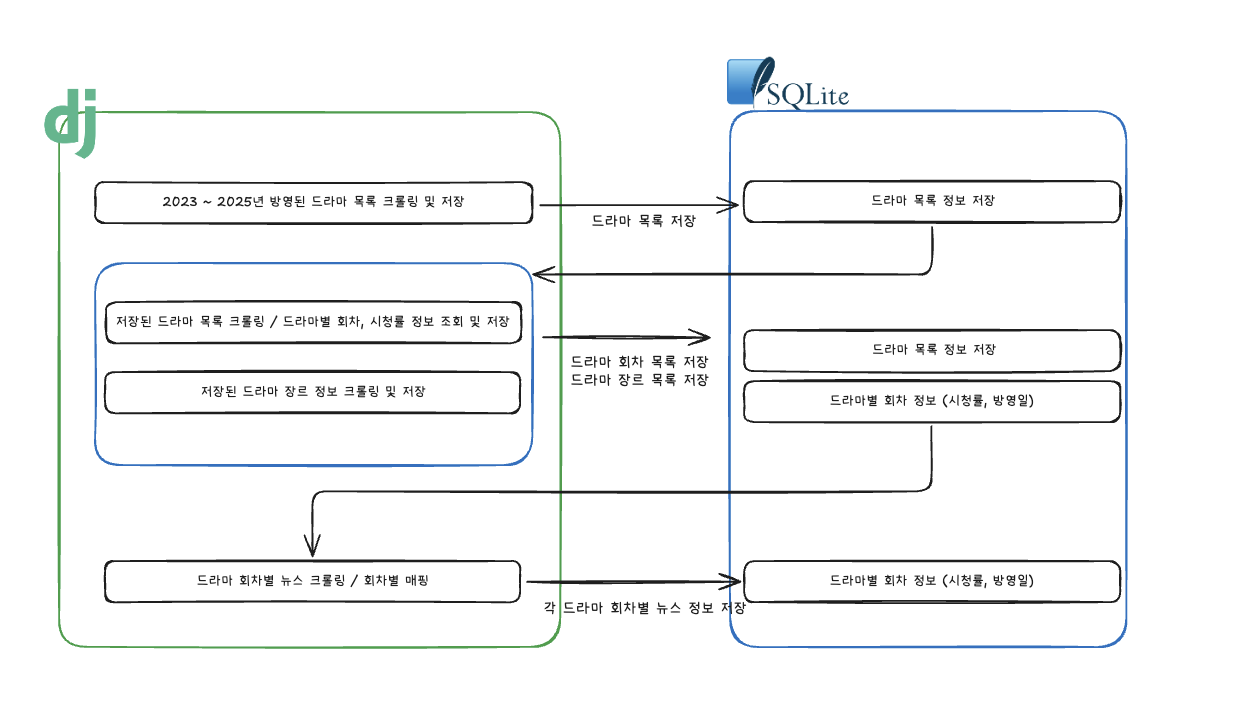 dj
SQLite
2023 ~ 2025년 방영된 드라마 목록 크롤링 및 저장
드라마 목록 저장
드라마 목록 정보 저장
저장된 드라마 목록 크롤링 / 드라마별 회차, 시청률 정보 조회 및 저장
드라마 회차 목록 저장
드라마 장르 목록 저장
드라마 목록 정보 저장
저장된 드라마 장르 정보 크롤링 및 저장
드라마별 회차 정보 (시청률, 방영일)
드라마 회차별 뉴스 크롤링 / 회차별 매핑
각 드라마 회차별 뉴스 정보 저장
드라마별 회차 정보 (시청률, 방영일)